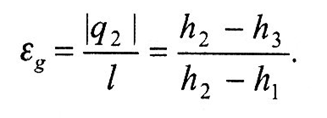 ε_g = |q_2| / l = (h_2 − h_3) / (h_2 − h_1).